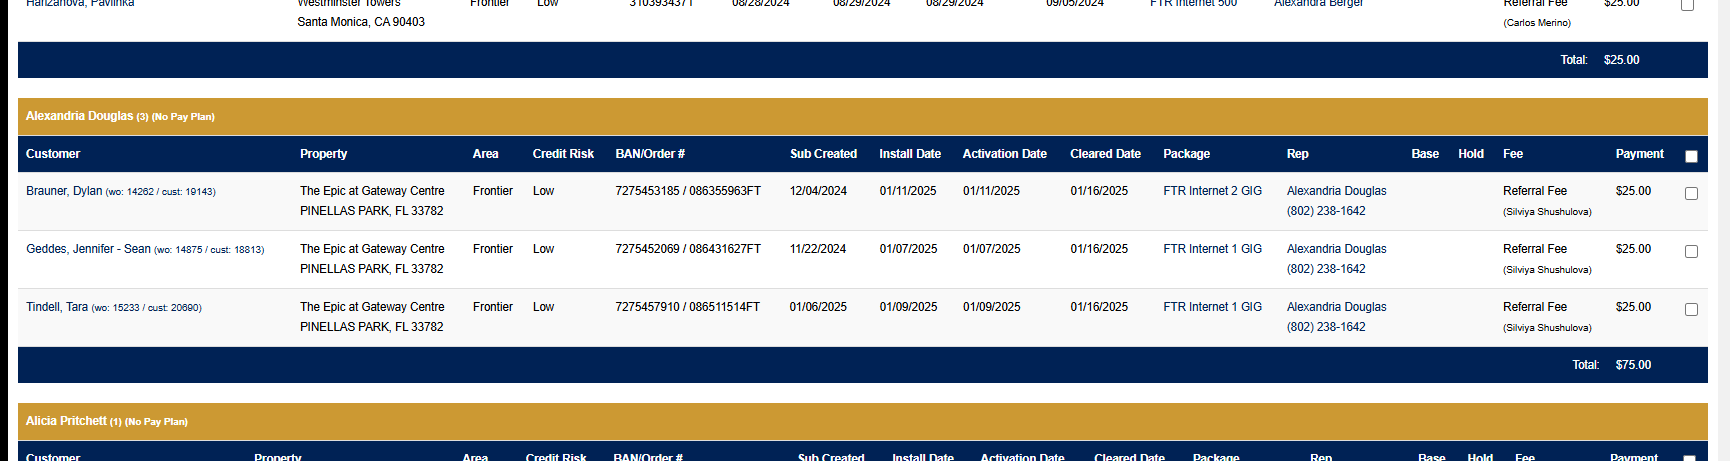 Harizanova, Pavlinka Westminster Towers Frontier Low 3103934371 08/28/2024 08/29/2024 08/29/2024 09/05/2024 FTR Internet 500 Alexandra Berger Referral Fee $25.00
Santa Monica, CA 90403 (Carlos Merino)
Total: $25.00
Alexandria Douglas (3) (No Pay Plan)
Customer Property Area Credit Risk BAN/Order # Sub Created Install Date Activation Date Cleared Date Package Rep Base Hold Fee Payment
Brauner, Dylan (wo: 14262 / cust: 19143) The Epic at Gateway Centre Frontier Low 7275453185 / 086355963FT 12/04/2024 01/11/2025 01/11/2025 01/16/2025 FTR Internet 2 GIG Alexandria Douglas Referral Fee $25.00
PINELLAS PARK, FL 33782 (802) 238-1642 (Silviya Shushulova)
Geddes, Jennifer - Sean (wo: 14875 / cust: 18813) The Epic at Gateway Centre Frontier Low 7275452069 / 086431627FT 11/22/2024 01/07/2025 01/07/2025 01/16/2025 FTR Internet 1 GIG Alexandria Douglas Referral Fee $25.00
PINELLAS PARK, FL 33782 (802) 238-1642 (Silviya Shushulova)
Tindell, Tara (wo: 15233 / cust: 20690) The Epic at Gateway Centre Frontier Low 7275457910 / 086511514FT 01/06/2025 01/09/2025 01/09/2025 01/16/2025 FTR Internet 1 GIG Alexandria Douglas Referral Fee $25.00
PINELLAS PARK, FL 33782 (802) 238-1642 (Silviya Shushulova)
Total: $75.00
Alicia Pritchett (1) (No Pay Plan)
Customer Property Area Credit Risk BAN/Order # Sub Created Install Date Activation Date Cleared Date Package Rep Base Hold Fee Payment